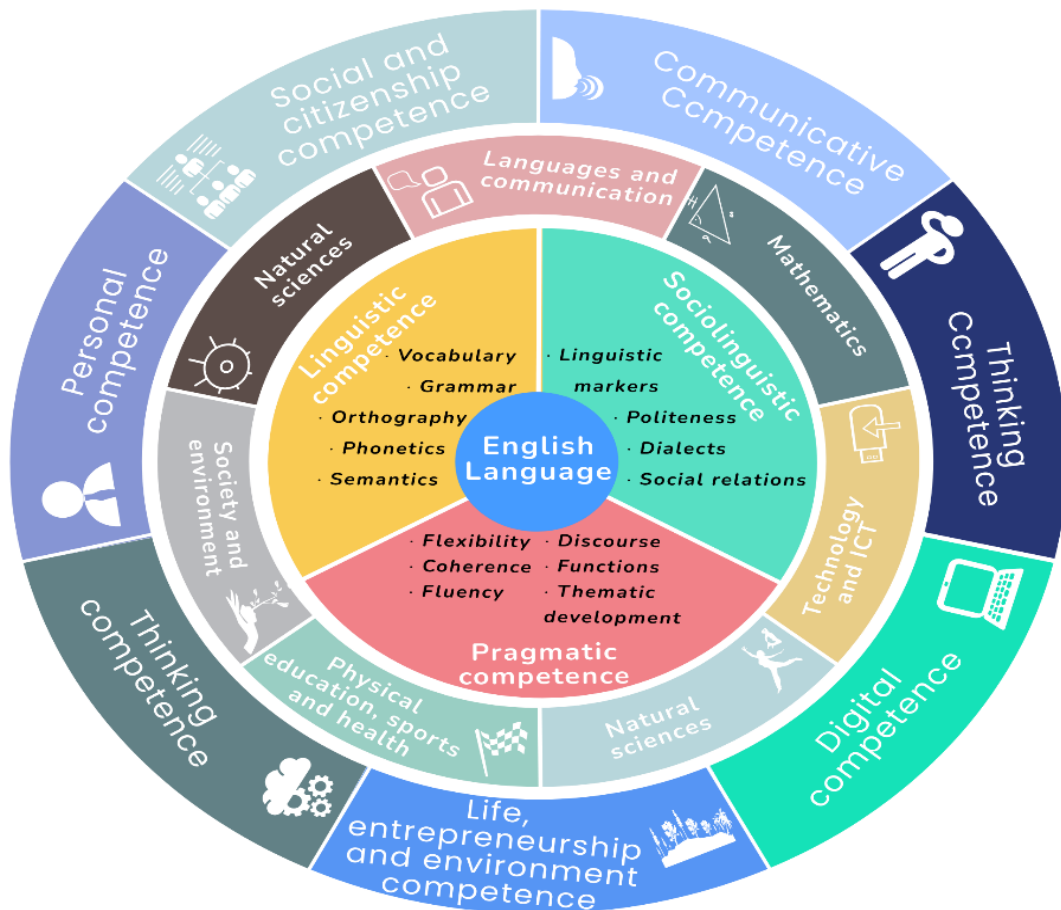 Social and
citizenship
competence
Communicative
Ccmpetence
Thinking
Ccmpetence
Digital
competence
Life,
entrepreneurship
and environment
competence
Thinking
competence
Personal
competence
Languages and
communication
Mathematics
Technology
and ICT
Natural
sciences
Physical
education, sports
and health
Society and
environment
Natural
sciences
Linguistic
competence
· Vocabulary
· Grammar
· Orthography
· Phonetics
· Semantics
Sociolinguistic
competence
· Linguistic
markers
· Politeness
· Dialects
· Social relations
English
Language
· Flexibility
· Coherence
· Fluency
· Discourse
· Functions
· Thematic
development
Pragmatic
competence